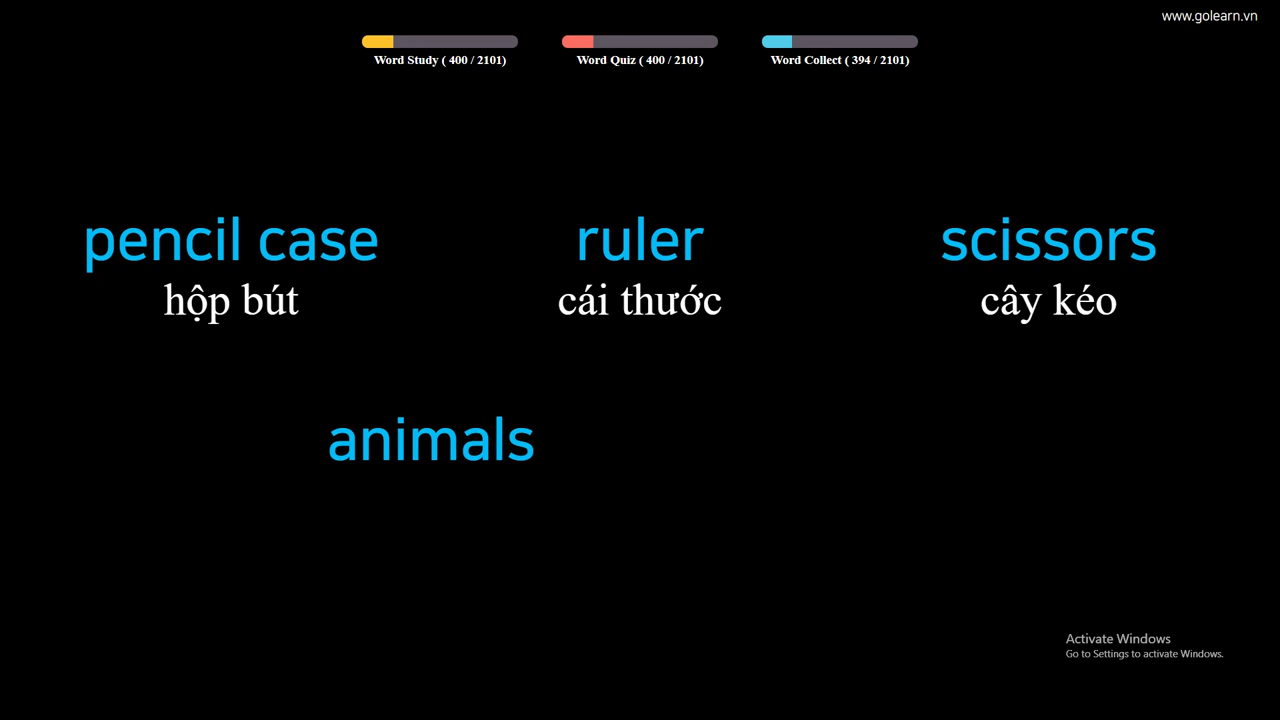 www.golearn.vn
Word Study ( 400 / 2101)
Word Quiz ( 400 / 2101)
Word Collect ( 394 / 2101)
pencil case
hộp bút
ruler
cái thước
scissors
cây kéo
animals
Activate Windows
Go to Settings to activate Windows.